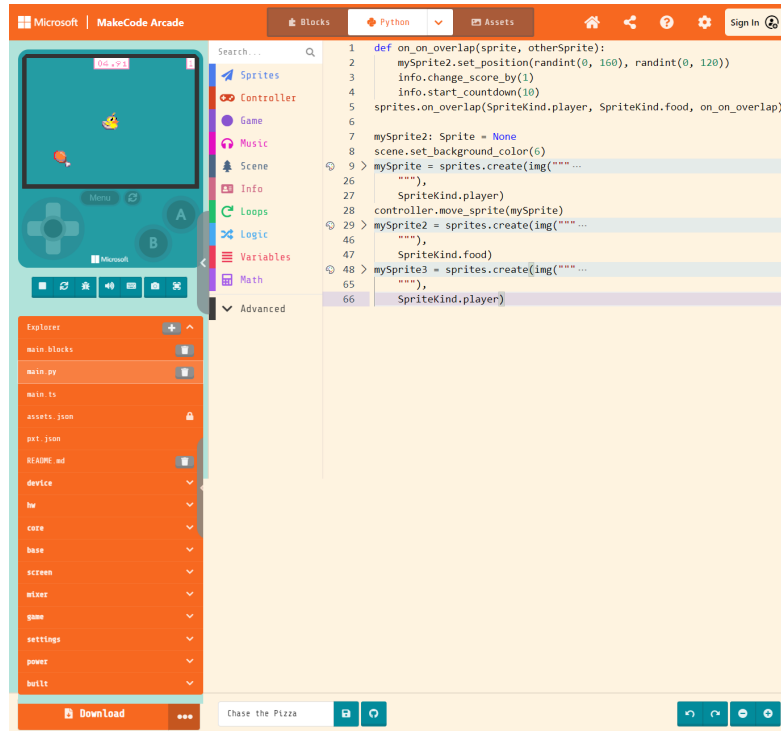 Microsoft | MakeCode Arcade
Blocks
Python
Assets
Sign In
04.91
1
Menu
A
B
Microsoft
Explorer
main.blocks
main.py
main.ts
assets.json
pxt.json
README.md
device
hw
core
base
screen
mixer
game
settings
power
built
Download
Search...
Sprites
Controller
Game
Music
Scene
Info
Loops
Logic
Variables
Math
Advanced
1 def on_on_overlap(sprite, otherSprite):
2 mySprite2.set_position(randint(0, 160), randint(0, 120))
3 info.change_score_by(1)
4 info.start_countdown(10)
5 sprites.on_overlap(SpriteKind.player, SpriteKind.food, on_on_overlap)
6
7 mySprite2: Sprite = None
8 scene.set_background_color(6)
9 mySprite = sprites.create(img("""…
26 """),
27 SpriteKind.player)
28 controller.move_sprite(mySprite)
29 mySprite2 = sprites.create(img("""…
46 """),
47 SpriteKind.food)
48 mySprite3 = sprites.create(img("""…
65 """),
66 SpriteKind.player)
Chase the Pizza